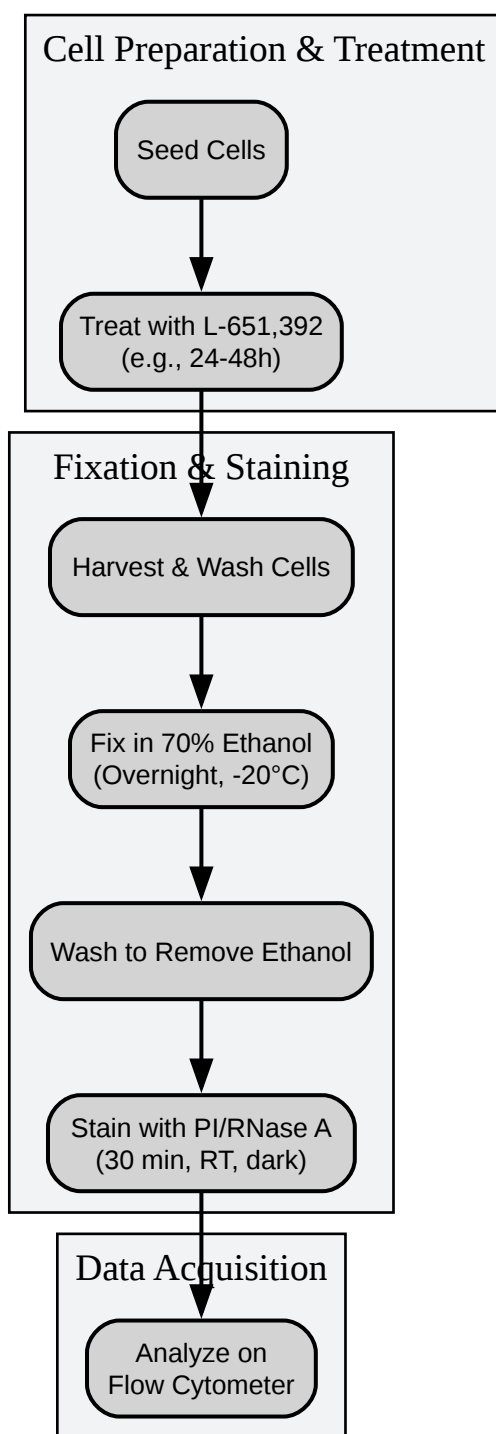 Cell Preparation & Treatment
Seed Cells
Treat with L-651,392
(e.g., 24-48h)
Fixation & Staining
Harvest & Wash Cells
Fix in 70% Ethanol
(Overnight, -20°C)
Wash to Remove Ethanol
Stain with PI/RNase A
(30 min, RT, dark)
Data Acquisition
Analyze on
Flow Cytometer